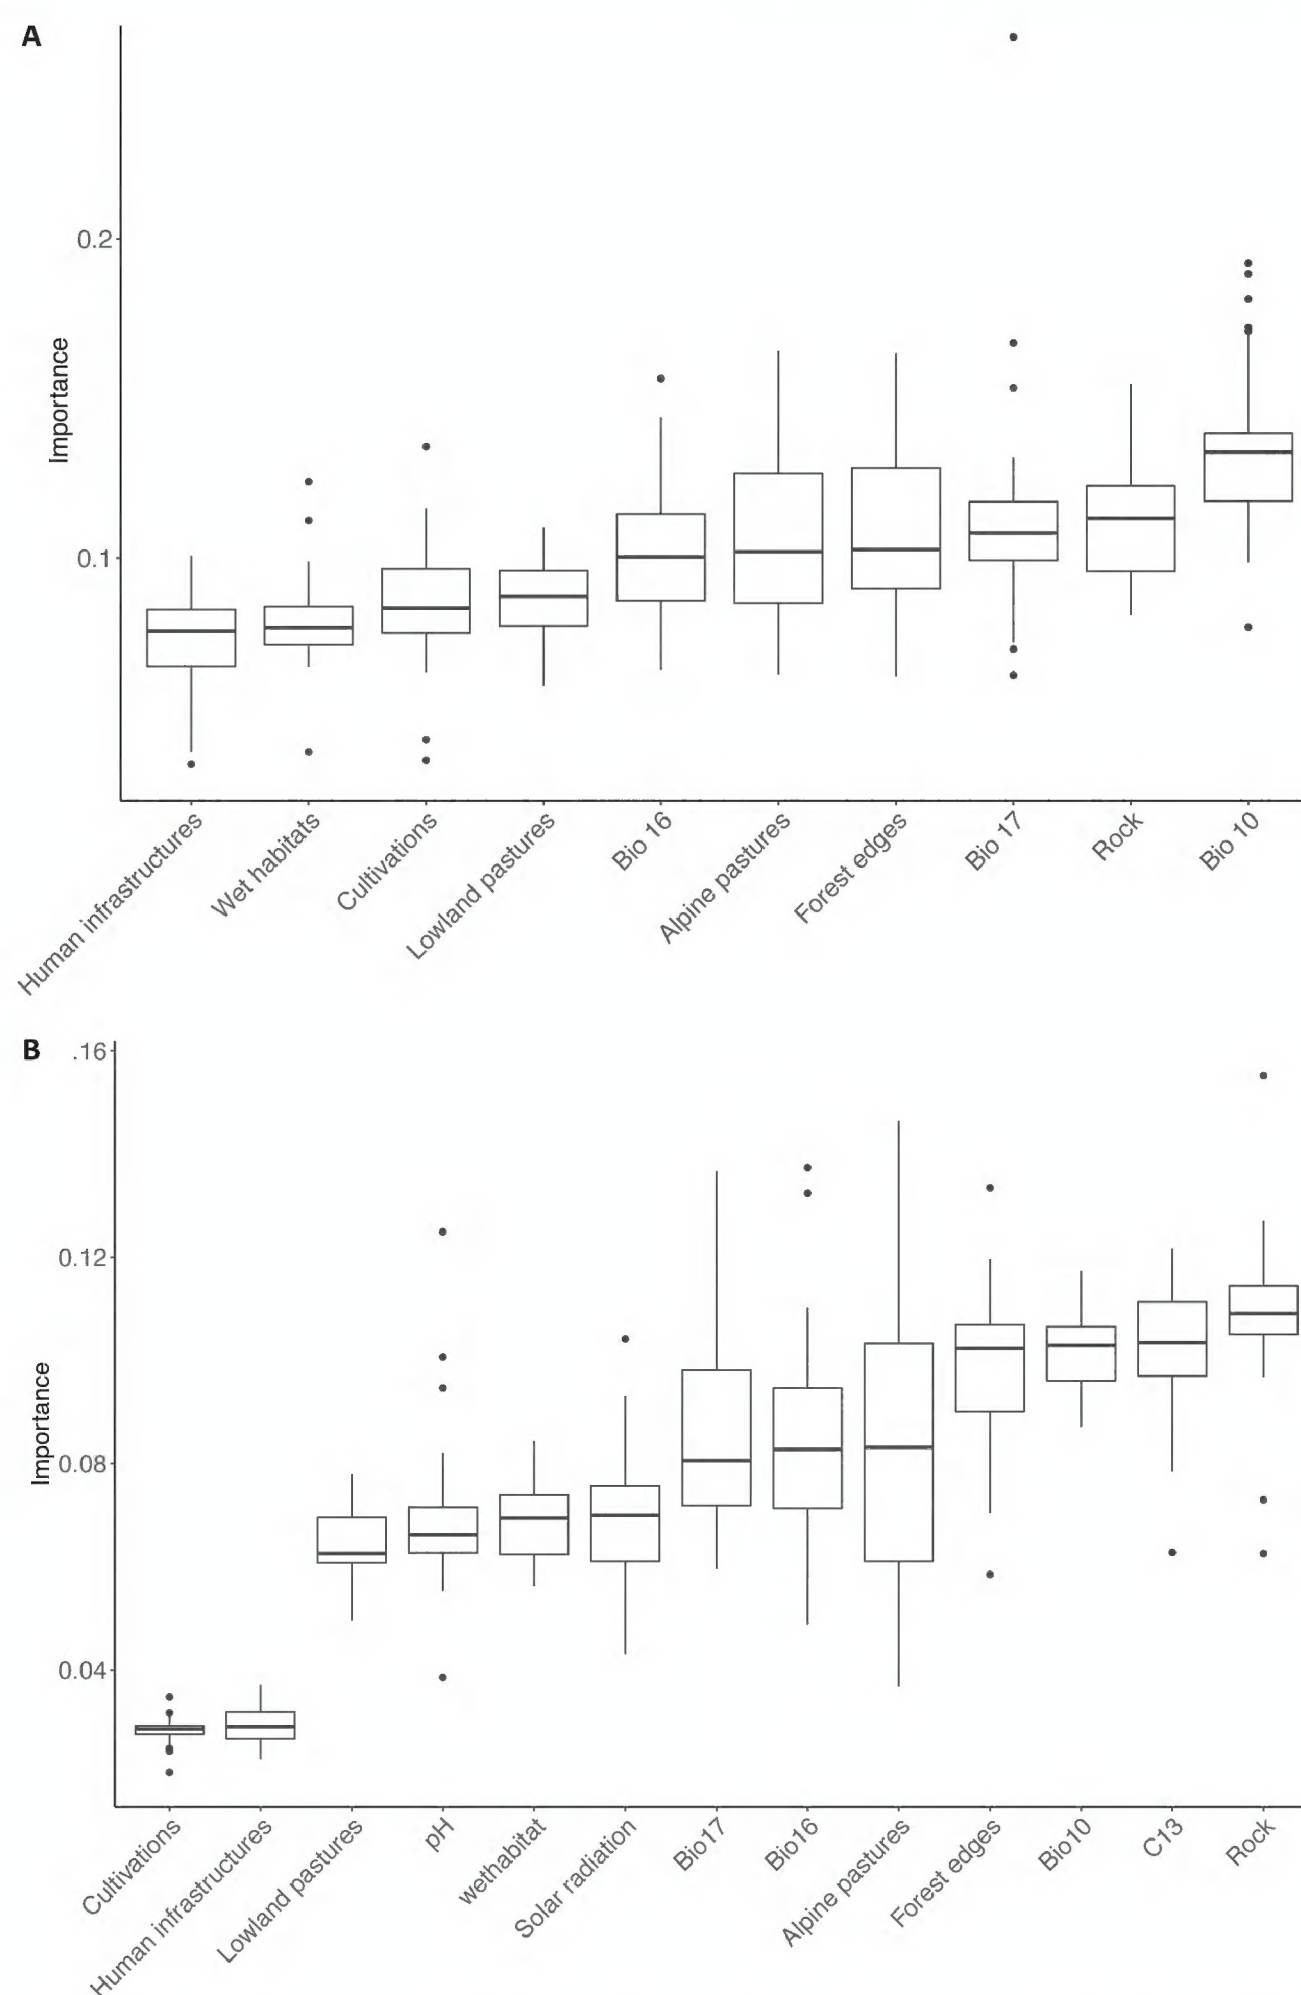 A
0.2
0.1
Importance
Human infrastructures
Wet habitats
Cultivations
Lowland pastures
Bio 16
Alpine pastures
Forest edges
Bio 17
Rock
Bio 10
B
.16
0.12
0.08
0.04
Importance
Cultivations
Human infrastructures
Lowland pastures
pH
wethabitat
Solar radiation
Bio17
Bio16
Alpine pastures
Forest edges
Bio10
C13
Rock